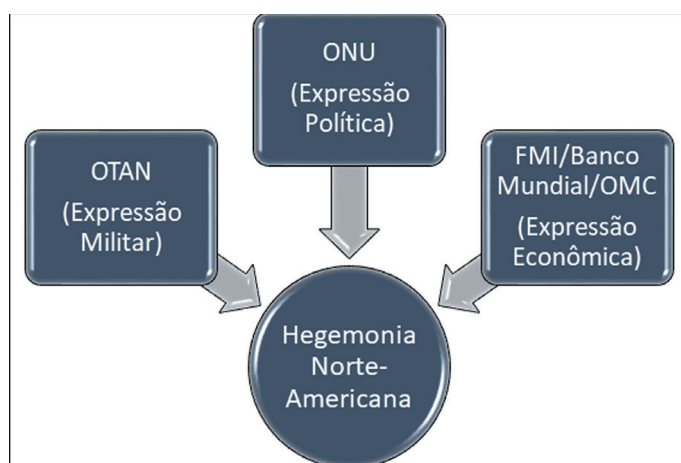 ONU
(Expressão
Política)
OTAN
(Expressão
Militar)
FMI/Banco
Mundial/OMC
(Expressão
Econômica)
Hegemonia
Norte-
Americana